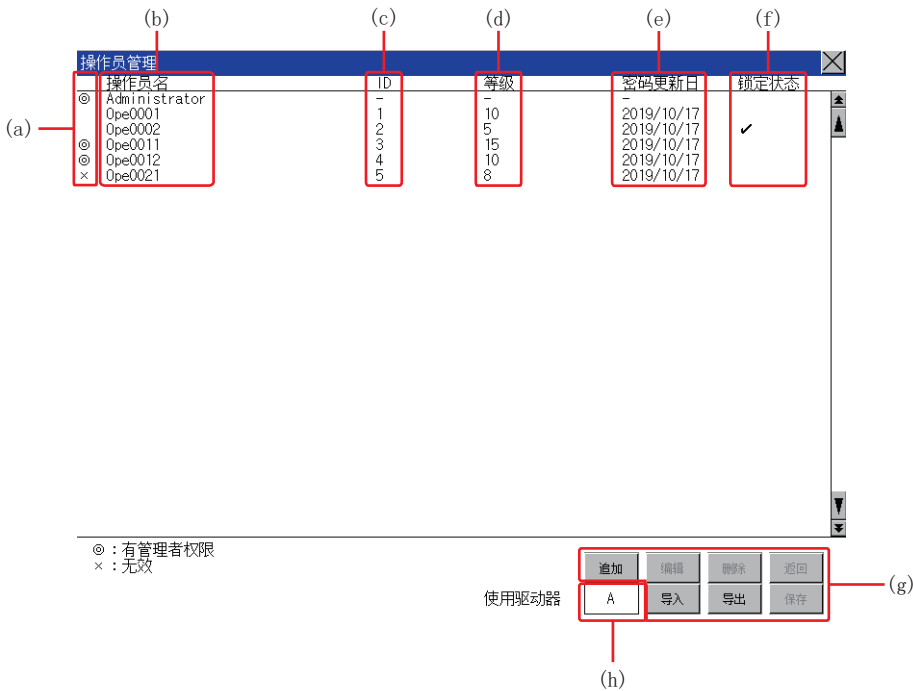 (b) (c) (d) (e) (f)
操作员管理
操作员名 ID 等级 密码更新日 锁定状态
◎ Administrator - - -
Ope0001 1 10 2019/10/17
(a) Ope0002 2 5 2019/10/17 ✓
◎ Ope0011 3 15 2019/10/17
◎ Ope0012 4 10 2019/10/17
× Ope0021 5 8 2019/10/17
◎：有管理者权限
×：无效
追加 编辑 删除 返回
(g)
使用驱动器 A 导入 导出 保存
(h)